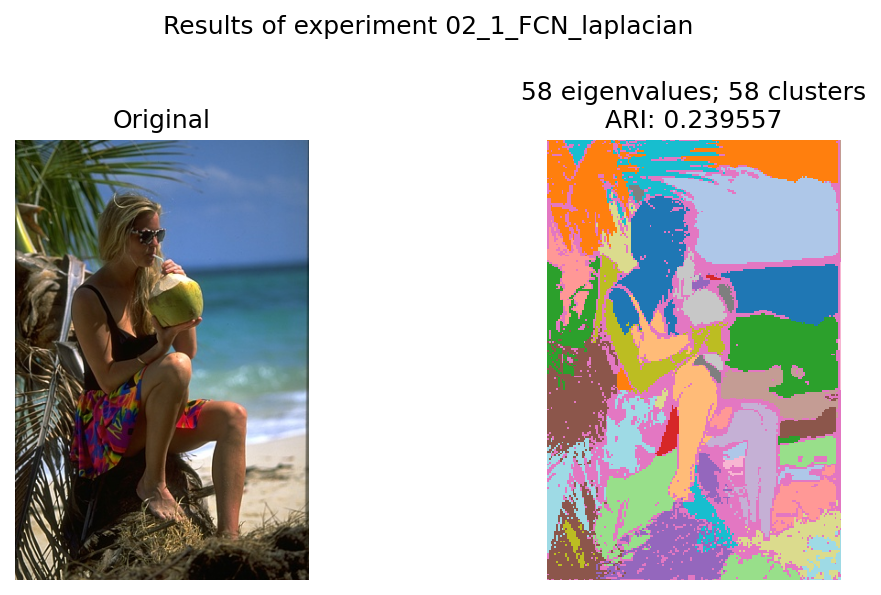 Results of experiment 02_1_FCN_laplacian
Original
58 eigenvalues; 58 clusters
ARI: 0.239557